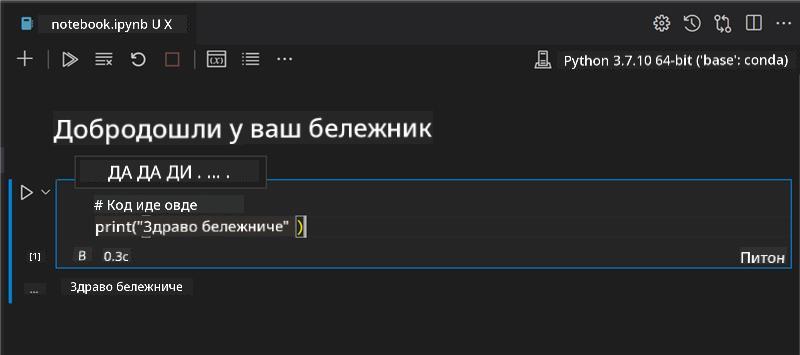 notebook.ipynb U X
Python 3.7.10 64-bit ('base': conda)
Добродошли у ваш бележник
ДА ДА ДИ . ... .
# Код иде овде
print("Здраво бележниче" )
[1] В 0.3с Питон
... Здраво бележниче